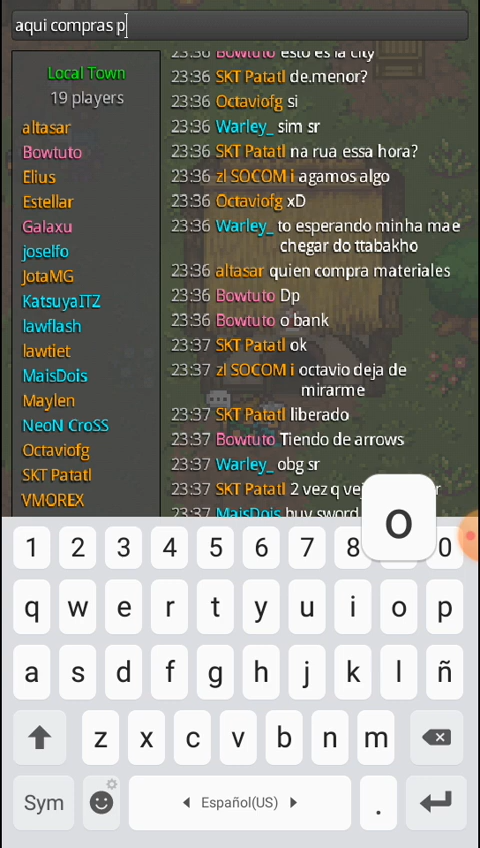 aqui compras p
Local Town
19 players
altasar
Bowtuto
Elius
Estellar
Galaxu
joselfo
JotaMG
KatsuyaITZ
lawflash
lawtiet
MaisDois
Maylen
NeoN CroSS
Octaviofg
SKT Patatl
VMOREX
23:36 Bowtuto esto es la city
23:36 SKT Patatl de.menor?
23:36 Octaviofg si
23:36 Warley_ sim sr
23:36 SKT Patatl na rua essa hora?
23:36 zl SOCOM i agamos algo
23:36 Octaviofg xD
23:36 Warley_ to esperando minha mae
chegar do ttabakho
23:36 altasar quien compra materiales
23:36 Bowtuto Dp
23:36 Bowtuto o bank
23:37 SKT Patatl ok
23:37 zl SOCOM i octavio deja de
mirarme
23:37 SKT Patatl liberado
23:37 Bowtuto Tiendo de arrows
23:37 Warley_ obg sr
23:37 SKT Patatl 2 vez q
23:37 MaisDois buy sword
o
1 2 3 4 5 6 7 8 0
q w e r t y u i o p
a s d f g h j k l ñ
z x c v b n m
Sym Español(US) .